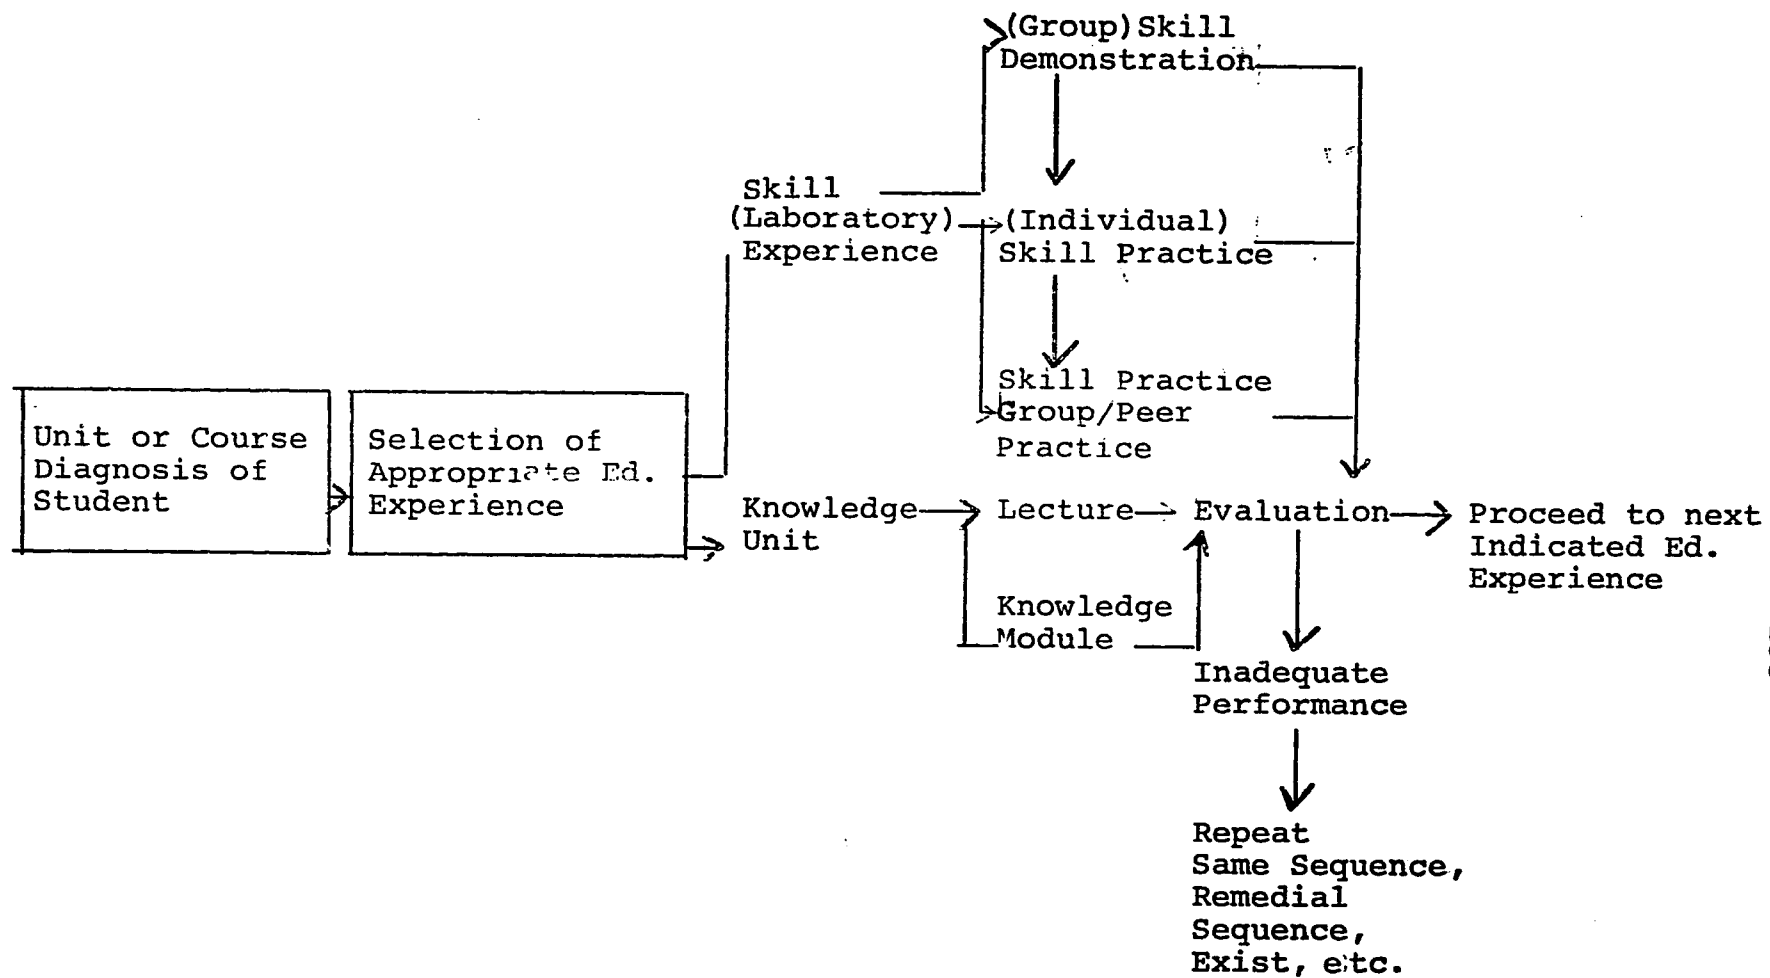 (Group) Skill
Demonstration
Skill
(Laboratory)
Experience
(Individual)
Skill Practice
Skill Practice
Group/Peer
Practice
Unit or Course
Diagnosis of
Student
Selection of
Appropriate Ed.
Experience
Knowledge
Unit
Lecture
Knowledge
Module
Evaluation
Proceed to next
Indicated Ed.
Experience
Inadequate
Performance
Repeat
Same Sequence,
Remedial
Sequence,
Exist, etc.